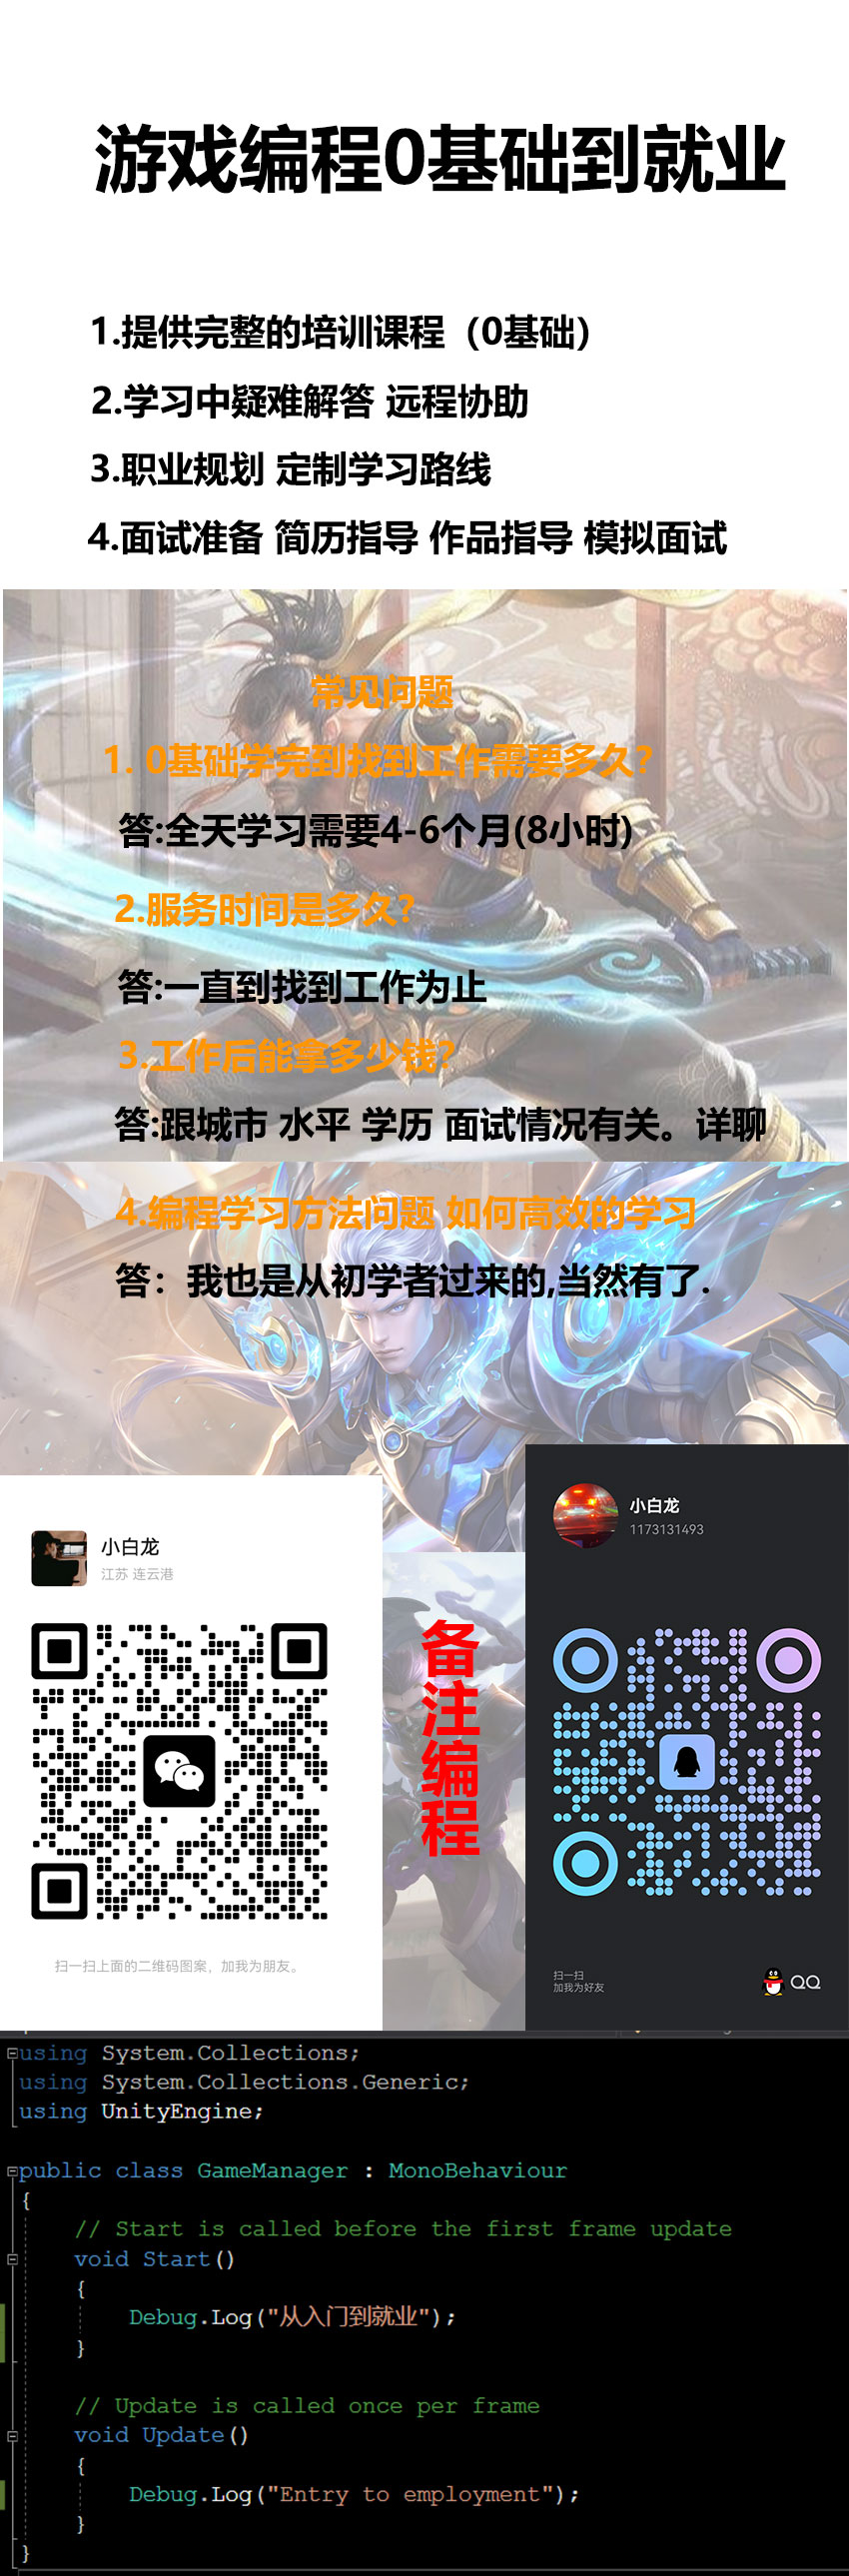 游戏编程0基础到就业
1.提供完整的培训课程（0基础）
2.学习中疑难解答 远程协助
3.职业规划 定制学习路线
4.面试准备 简历指导 作品指导 模拟面试
常见问题
1. 0基础学完到找到工作需要多久?
答:全天学习需要4-6个月(8小时)
2.服务时间是多久?
答:一直到找到工作为止
3.工作后能拿多少钱?
答:跟城市 水平 学历 面试情况有关。详聊
4.编程学习方法问题 如何高效的学习
答：我也是从初学者过来的,当然有了.
小白龙
江苏 连云港
扫一扫上面的二维码图案，加我为朋友。
备注编程
小白龙
1173131493
扫一扫
加我为好友
QQ
using System.Collections;
using System.Collections.Generic;
using UnityEngine;
public class GameManager : MonoBehaviour
{
// Start is called before the first frame update
void Start()
{
Debug.Log("从入门到就业");
}
// Update is called once per frame
void Update()
{
Debug.Log("Entry to employment");
}
}